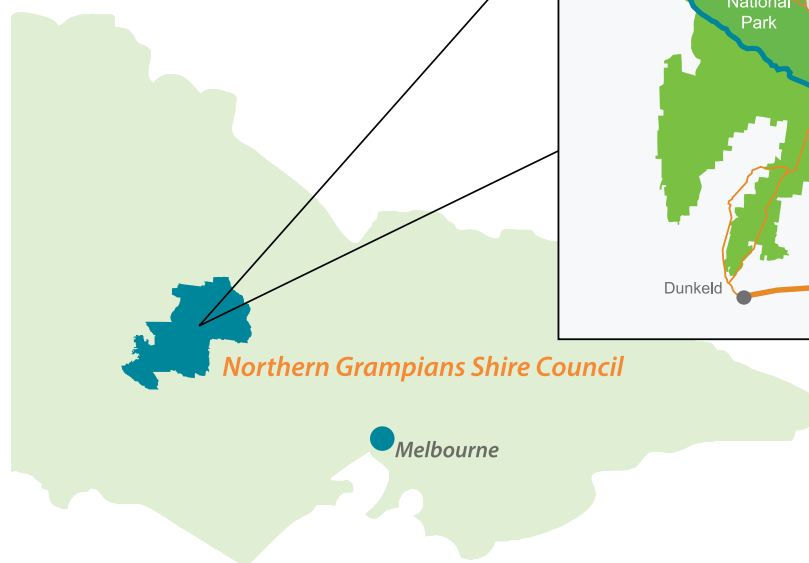 National
Park
Dunkeld
Northern Grampians Shire Council
Melbourne